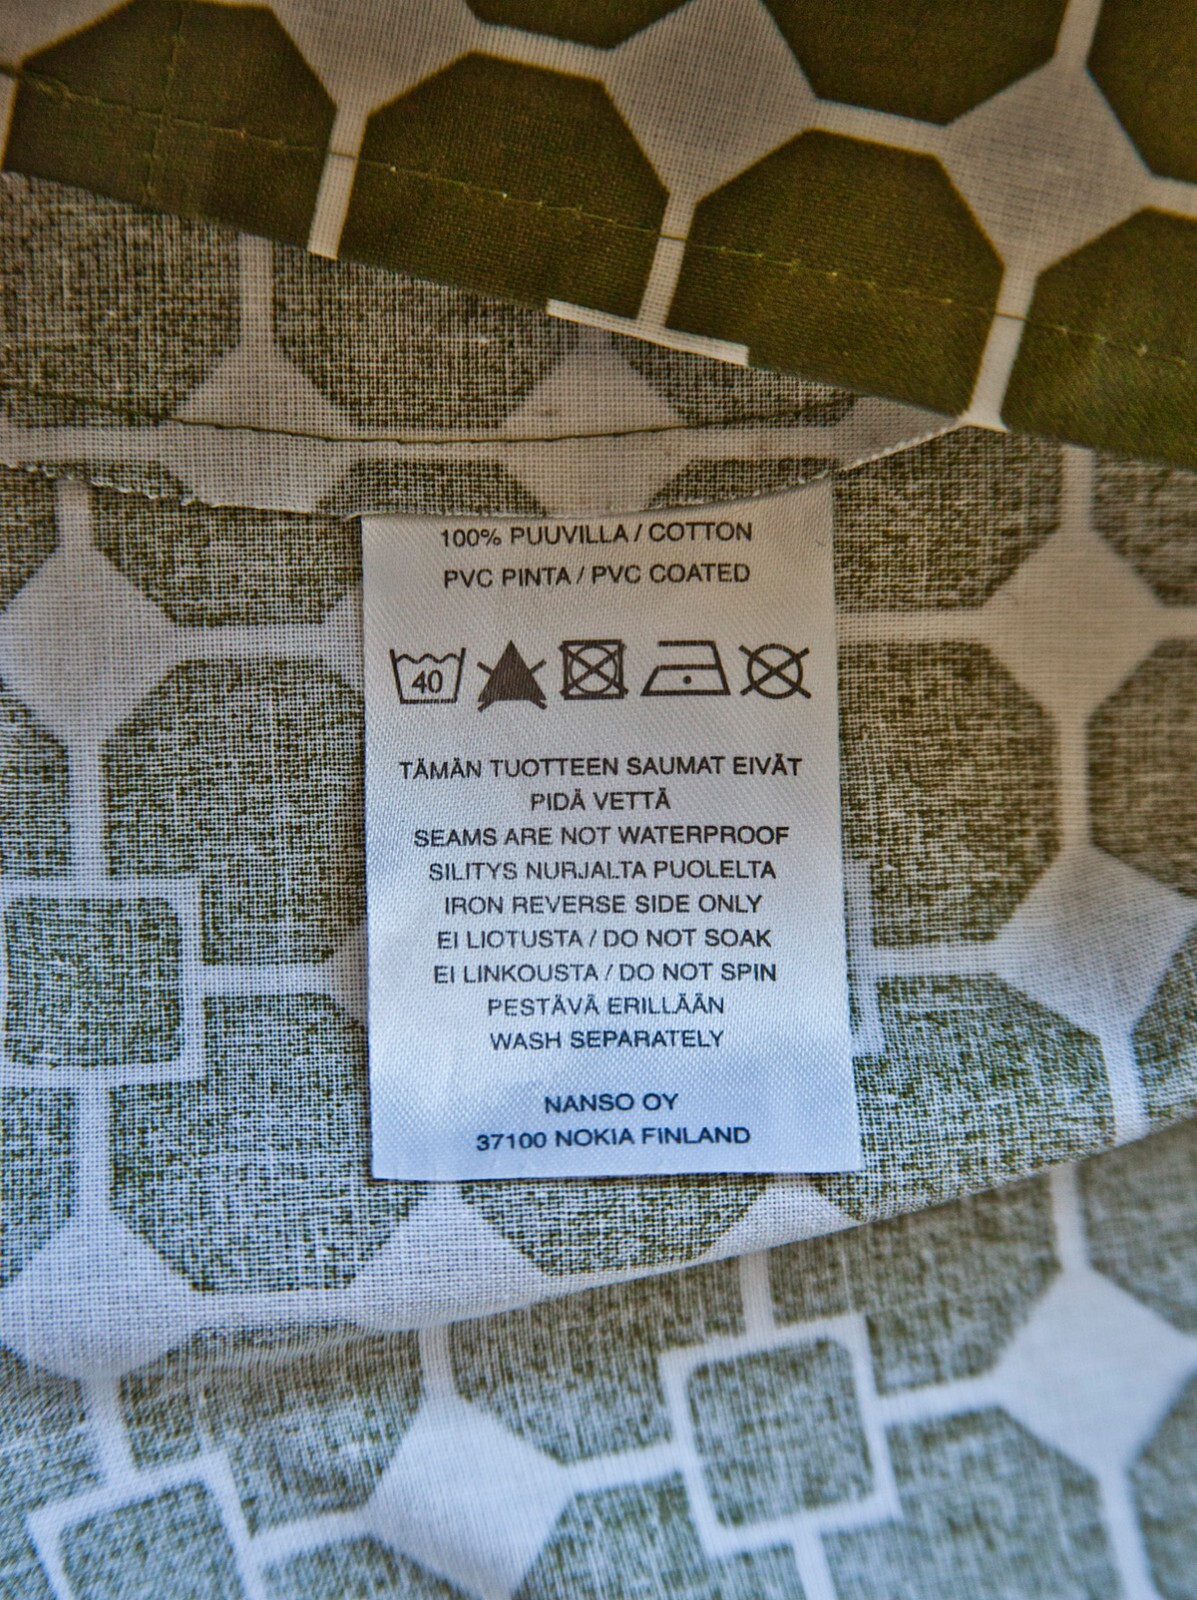 100% PUUVILLA / COTTON
PVC PINTA / PVC COATED
40
TÄMÄN TUOTTEEN SAUMAT EIVÄT
PIDÄ VETTÄ
SEAMS ARE NOT WATERPROOF
SILITYS NURJALTA PUOLELTA
IRON REVERSE SIDE ONLY
EI LIOTUSTA / DO NOT SOAK
EI LINKOUSTA / DO NOT SPIN
PESTÄVÄ ERILLÄÄN
WASH SEPARATELY
NANSO OY
37100 NOKIA FINLAND